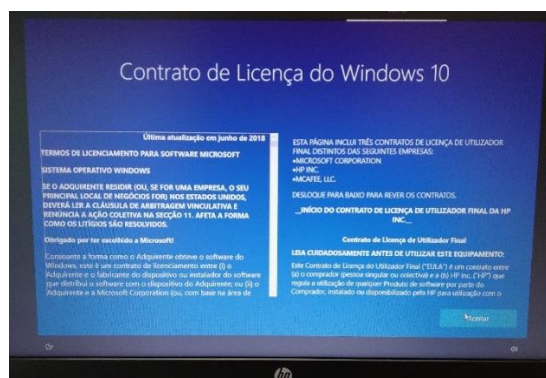 Contrato de Licença do Windows 10
Última atualização em Junho de 2018
TERMOS DE LICENCIAMENTO PARA SOFTWARE MICROSOFT
SISTEMA OPERATIVO WINDOWS
SE O ADQUIRENTE RESIDIR (OU, SE FOR UMA EMPRESA, O SEU
PRINCIPAL LOCAL DE NEGÓCIOS FOR) NOS ESTADOS UNIDOS,
DEVERÁ LER A CLÁUSULA DE ARBITRAGEM VINCULATIVA E
RENÚNCIA A AÇÃO COLETIVA NA SECÇÃO 11. AFETA A FORMA
COMO OS LITÍGIOS SÃO RESOLVIDOS.
Obrigado por ter escolhido a Microsoft!
Consoante a forma como o Adquirente obteve o software do
Windows, este é um contrato de licenciamento entre (i) o
Adquirente e o fabricante do dispositivo ou instalador do software
que distribui o software com o dispositivo do Adquirente; ou (ii) o
Adquirente e a Microsoft Corporation (ou, com base na área de
ESTA PÁGINA INCLUI TRÊS CONTRATOS DE LICENÇA DE UTILIZADOR
FINAL DISTINTOS DAS SEGUINTES EMPRESAS:
•MICROSOFT CORPORATION
•HP INC.
•MCAFEE, LLC.
DESLOQUE PARA BAIXO PARA REVER OS CONTRATOS.
_INÍCIO DO CONTRATO DE LICENÇA DE UTILIZADOR FINAL DA HP
INC._
Contrato de Licença de Utilizador Final
LEIA CUIDADOSAMENTE ANTES DE UTILIZAR ESTE EQUIPAMENTO:
Este Contrato de Licença do Utilizador Final ("EULA") é um contrato entre
(a) o comprador (pessoa singular ou colectiva) e a (b) HP Inc. ("HP") que
regula a utilização de qualquer Produto de software por parte do
Comprador, instalado ou disponibilizado pela HP para utilização com o
Aceitar
hp